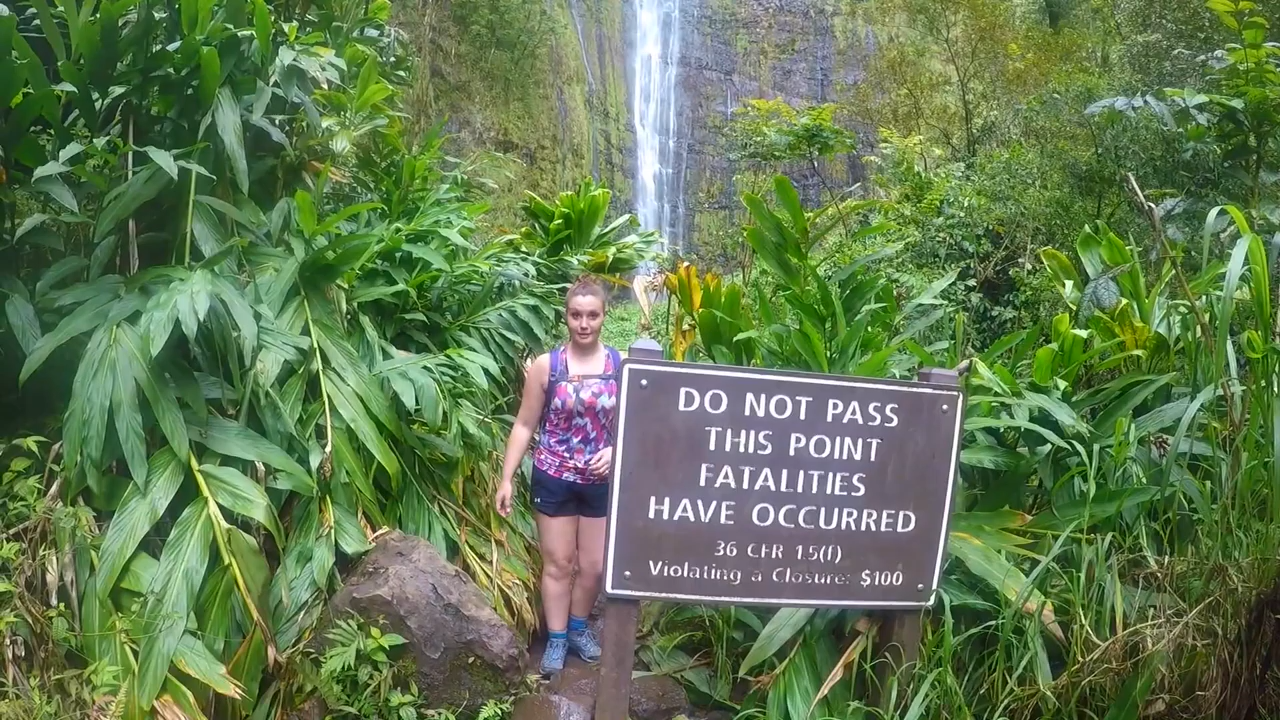 DO NOT PASS
THIS POINT
FATALITIES
HAVE OCCURRED
36 CFR 1.5(f)
Violating a Closure: $100